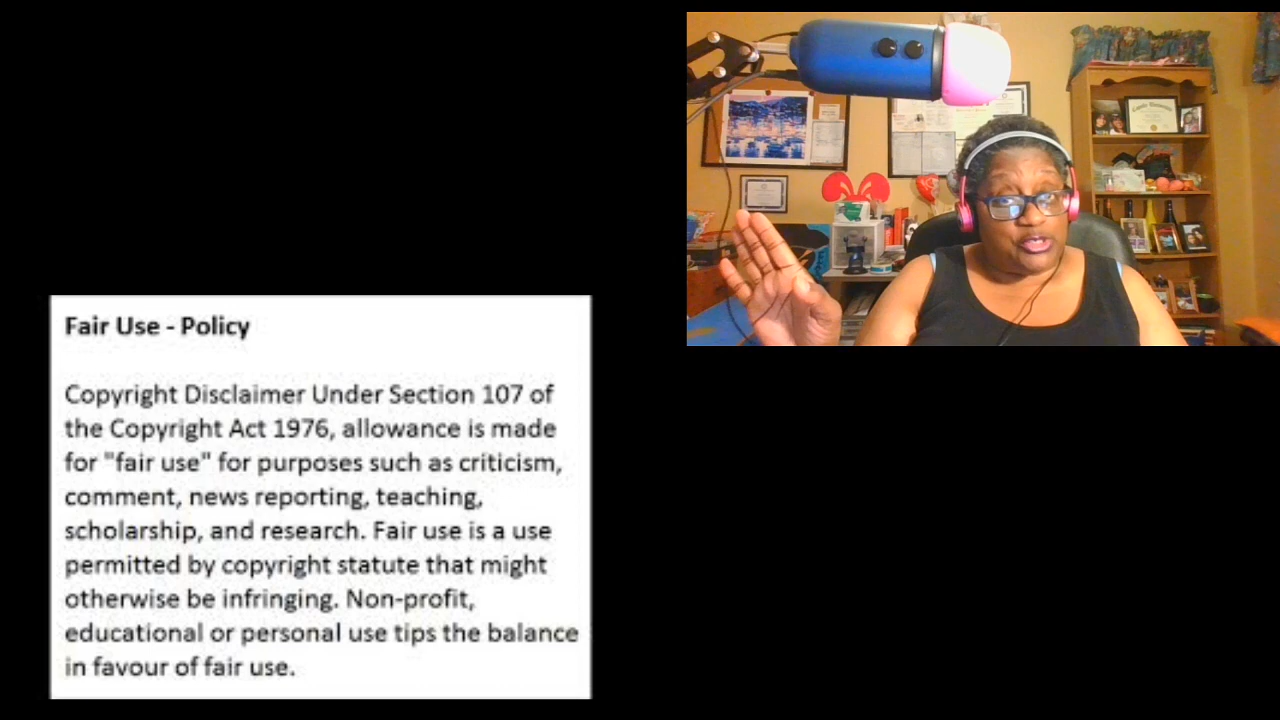 Fair Use - Policy
Copyright Disclaimer Under Section 107 of
the Copyright Act 1976, allowance is made
for "fair use" for purposes such as criticism,
comment, news reporting, teaching,
scholarship, and research. Fair use is a use
permitted by copyright statute that might
otherwise be infringing. Non-profit,
educational or personal use tips the balance
in favour of fair use.